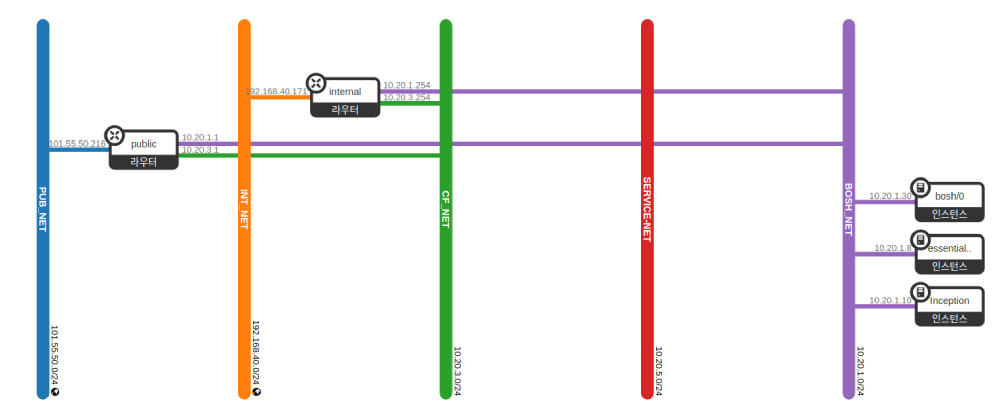 192.168.40.171
internal
라우터
10.20.1.254
10.20.3.254
101.55.50.216
public
라우터
10.20.1.1
10.20.3.1
PUB_NET
INT_NET
CF_NET
SERVICE-NET
BOSH_NET
10.20.1.30
bosh/0
인스턴스
10.20.1.8
essential..
인스턴스
10.20.1.10
Inception
인스턴스
101.55.50.0/24
192.168.40.0/24
10.20.3.0/24
10.20.5.0/24
10.20.1.0/24